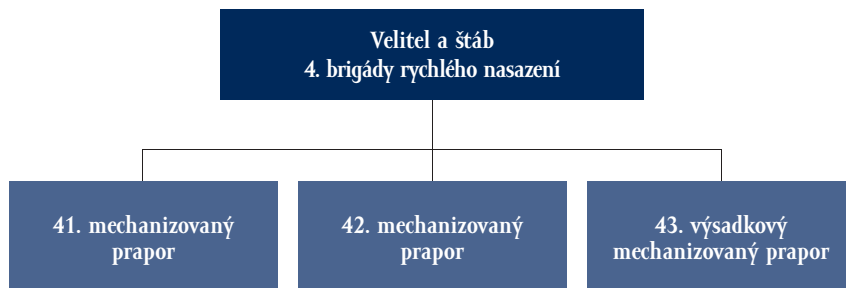 Velitel a štáb
4. brigády rychlého nasazení
41. mechanizovaný
prapor
42. mechanizovaný
prapor
43. výsadkový
mechanizovaný prapor